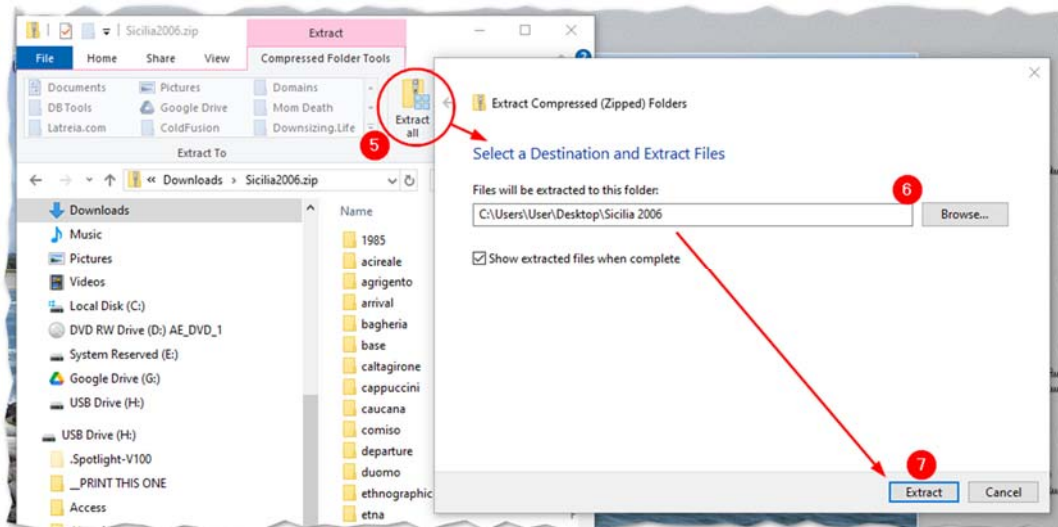 Sicilia2006.zip
Extract
File Home Share View Compressed Folder Tools
Documents Pictures Domains
DBTools Google Drive Mom Death
Latreia.com ColdFusion Downsizing.Life
Extract all
5
Extract To
« Downloads › Sicilia2006.zip
Downloads
Music
Pictures
Videos
Local Disk (C:)
DVD RW Drive (D:) AE_DVD_1
System Reserved (E:)
Google Drive (G:)
USB Drive (H:)
USB Drive (H:)
.Spotlight-V100
__PRINT THIS ONE
Access
Name
1985
acireale
agrigento
arrival
bagheria
base
caltagirone
cappuccini
caucana
comiso
departure
duomo
ethnographic
etna
Extract Compressed (Zipped) Folders
Select a Destination and Extract Files
Files will be extracted to this folder:
6
C:\Users\User\Desktop\Sicilia 2006 Browse...
Show extracted files when complete
7
Extract Cancel